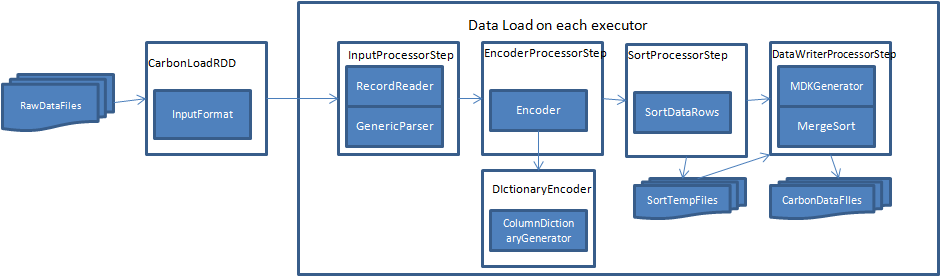 Data Load on each executor
CarbonLoadRDD
InputProcessorStep
EncoderProcessorStep
SortProcessorStep
DataWriterProcessorStep
RawDataFiles
InputFormat
RecordReader
GenericParser
Encoder
SortDataRows
MDKGenerator
MergeSort
DIctionaryEncoder
ColumnDiction
aryGenerator
SortTempFiles
CarbonDataFIles